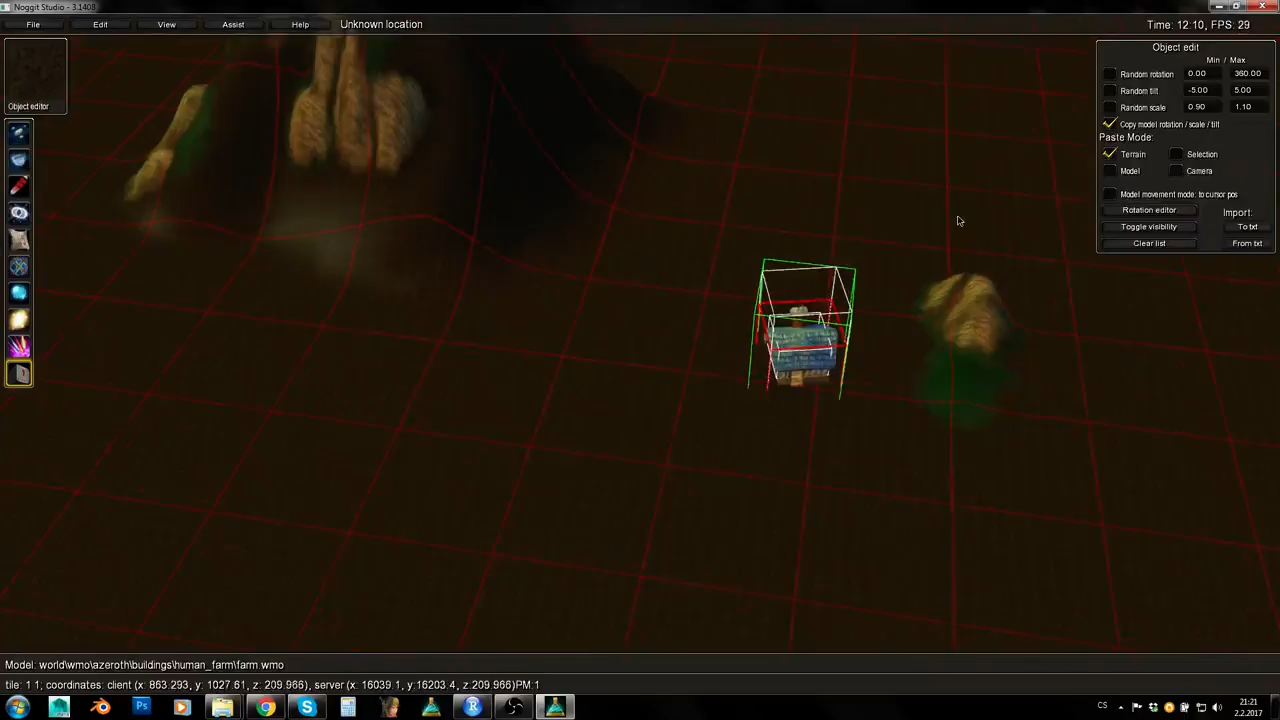 Noggit Studio - 3.1408
File Edit View Assist Help Unknown location Time: 12:10, FPS: 29
Object editor
Object edit
Min / Max
Random rotation 0.00 360.00
Random tilt -5.00 5.00
Random scale 0.90 1.10
Copy model rotation / scale / tilt
Paste Mode:
Terrain Selection
Model Camera
Model movement mode: to cursor pos
Rotation editor Import:
Toggle visibility To txt
Clear list From txt
Model: world\wmo\azeroth\buildings\human_farm\farm.wmo
tile: 1 1; coordinates: client (x: 863.293, y: 1027.61, z: 209.966), server (x: 16039.1, y:16203.4, z:209.966)PM:1
Ps
CS
21:21
2.2.2017